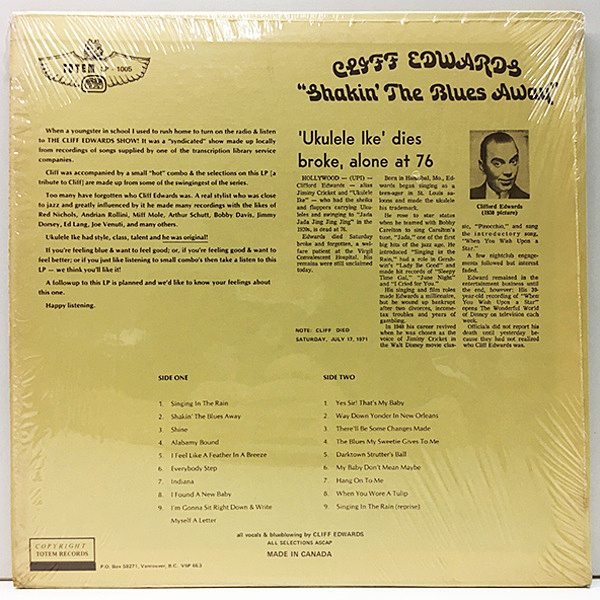 TOTEM LP - 1005
CLIFF EDWARDS
"Shakin' The Blues Away"
When a youngster in school I used to rush home to turn on the radio & listen
to THE CLIFF EDWARDS SHOW! It was a "syndicated" show made up locally
from recordings of songs supplied by one of the transcription library service
companies.
Cliff was accompanied by a small "hot" combo & the selections on this LP [a
tribute to Cliff] are made up from some of the swingingest of the series.
Too many have forgotten who Cliff Edwards was. A real stylist who was close
to jazz and greatly influenced by it he made many recordings with the likes of
Red Nichols, Andrian Rollini, Miff Mole, Arthur Schutt, Bobby Davis, Jimmy
Dorsey, Ed Lang, Joe Venuti, and many others.
Ukulele Ike had style, class, talent and he was original!
If you're feeling blue & want to feel good; or, if you're feeling good & want to
feel better; or if you just like listening to small combo's then take a listen to this
LP — we think you'll like it!
A followup to this LP is planned and we'd like to know your feelings about
this one.
Happy listening.
'Ukulele Ike' dies
broke, alone at 76
HOLLYWOOD — (UPI) —
Clifford Edwards — alias
Jiminy Cricket and "Ukulele
Ike" — who had the sheiks
and flappers carrying Uku-
leles and swinging to "Jada
Jada Jing Jing Jing" in the
1920s, is dead at 76.
Edwards died Saturday
broke and forgotten, a wel-
fare patient at the Virgil
Convalescent Hospital. His
remains were still unclaimed
today.
NOTE: CLIFF DIED
SATURDAY, JULY 17, 1971
Born in Hannibal, Mo., Ed-
wards began singing as a
teen-ager in St. Louis sa-
loons and made the ukulele
his trademark.
He rose to star status
when he teamed with Bobby
Carelton to sing Carelton's
tune, "Jada," one of the first
big hits of the jazz age. He
introduced "Singing in the
Rain," had a role in Gersh-
win's "Lady Be Good" and
made hit records of "Sleepy
Time Gal," "June Night"
and "I Cried for You."
His singing and film roles
made Edwards a millionaire,
but he wound up bankrupt
after two divorces, income-
tax troubles and years of
gambling.
In 1940 his career revived
when he was chosen as the
voice of Jiminy Cricket in
the Walt Disney movie clas-
Clifford Edwards
(1930 picture)
sic, "Pinocchio," and sang
the introductory song,
"When You Wish Upon a
Star."
A few nightclub engage-
ments followed but interest
faded.
Edward remained in the
entertainment business until
the end, however; His 20-
year-old recording of "When
You Wish Upon a Star"
opens The Wonderful World
of Disney on television each
week.
Officials did not report his
death until yesterday be-
cause they had not realized
who Cliff Edwards was.
SIDE ONE
1. Singing In The Rain
2. Shakin' The Blues Away
3. Shine
4. Alabamy Bound
5. I Feel Like A Feather In A Breeze
6. Everybody Step
7. Indiana
8. I Found A New Baby
9. I'm Gonna Sit Right Down & Write
Myself A Letter
SIDE TWO
1. Yes Sir! That's My Baby
2. Way Down Yonder In New Orleans
3. There'll Be Some Changes Made
4. The Blues My Sweetie Gives To Me
5. Darktown Strutter's Ball
6. My Baby Don't Mean Maybe
7. Hang On To Me
8. When You Wore A Tulip
9. Singing In The Rain (reprise)
all vocals & blueblowing by CLIFF EDWARDS
ALL SELECTIONS ASCAP
MADE IN CANADA
COPYRIGHT
TOTEM RECORDS
P.O. Box 58271, Vancouver, B.C. V6P 6E3